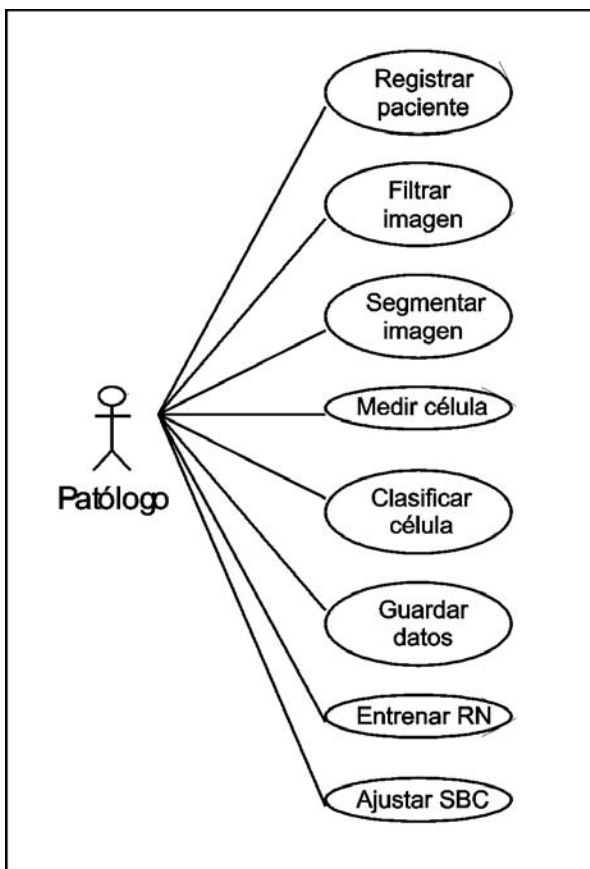 Registrar
paciente
Filtrar
imagen
Segmentar
imagen
Medir célula
Clasificar
célula
Guardar
datos
Entrenar RN
Ajustar SBC
Patólogo